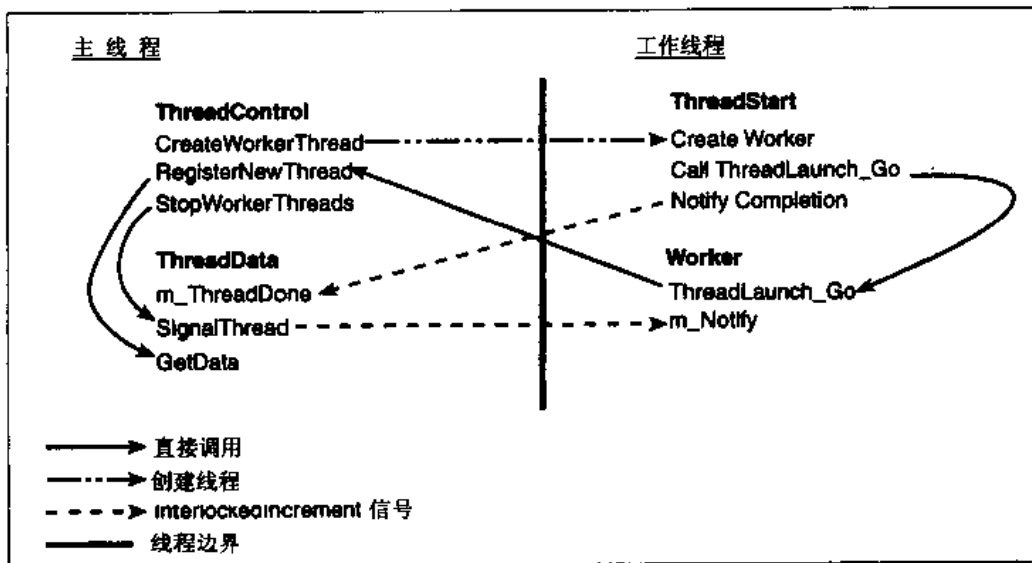 主 线 程
工作线程
ThreadControl
CreateWorkerThread
RegisterNewThread
StopWorkerThreads
ThreadData
m_ThreadDone
SignalThread
GetData
ThreadStart
Create Worker
Call ThreadLaunch_Go
Notify Completion
Worker
ThreadLaunch_Go
m_Notify
直接调用
创建线程
InterlockedIncrement 信号
线程边界